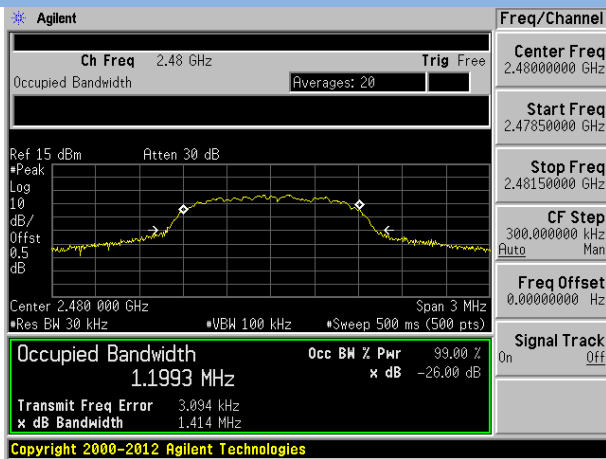 Agilent
Freq/Channel
Ch Freq 2.48 GHz Trig Free
Occupied Bandwidth Averages: 20
Center Freq
2.48000000 GHz
Start Freq
2.47850000 GHz
Stop Freq
2.48150000 GHz
CF Step
300.000000 kHz
Auto Man
Freq Offset
0.00000000 Hz
Signal Track
On Off
Ref 15 dBm Atten 30 dB
#Peak
Log
10
dB/
Offst
0.5
dB
Center 2.480 000 GHz Span 3 MHz
#Res BW 30 kHz #VBW 100 kHz #Sweep 500 ms (500 pts)
Occupied Bandwidth Occ BW % Pwr 99.00 %
1.1993 MHz x dB -26.00 dB
Transmit Freq Error 3.094 kHz
x dB Bandwidth 1.414 MHz
Copyright 2000-2012 Agilent Technologies